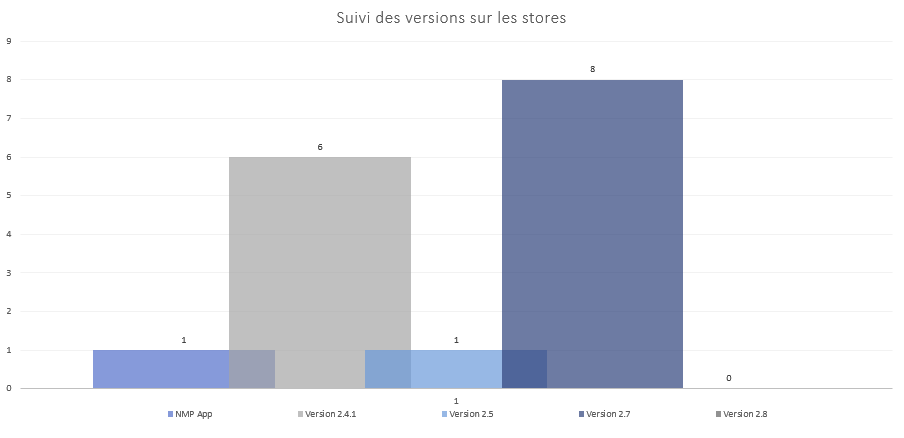 Suivi des versions sur les stores
9
8
8
7
6
6
5
4
3
2
1
1
1
0
0
1
NMP App
Version 2.4.1
Version 2.5
Version 2.7
Version 2.8